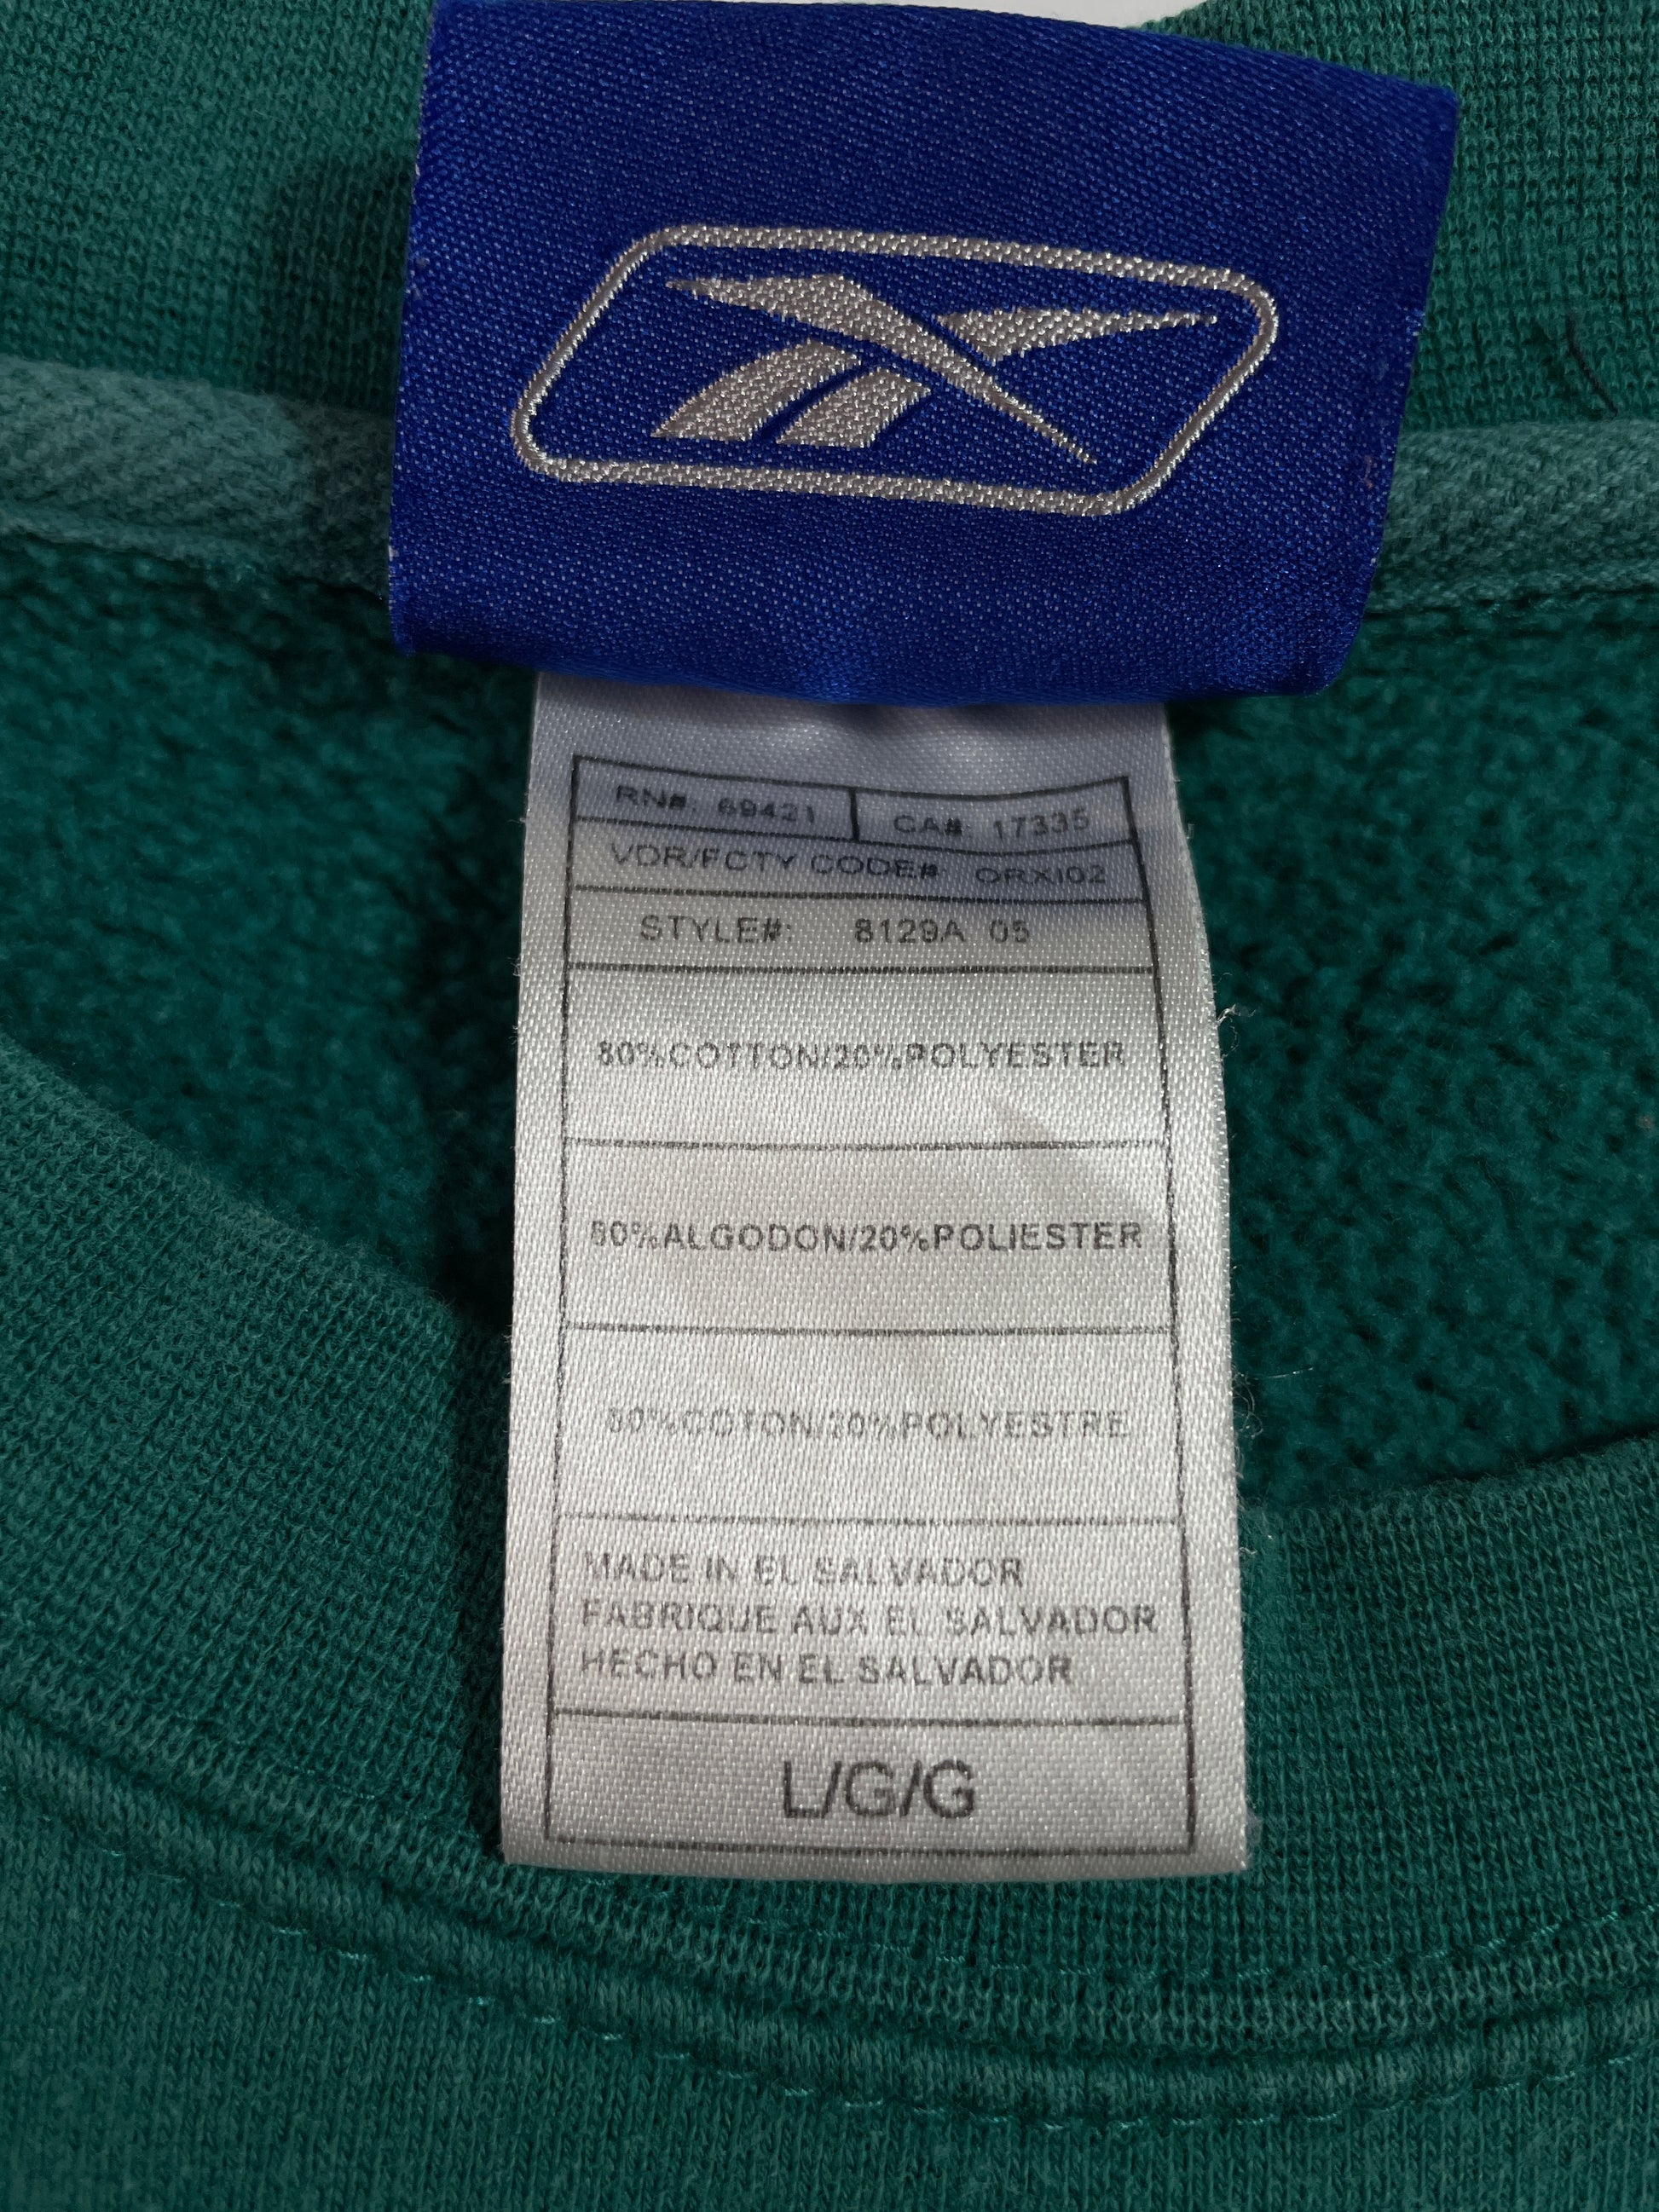 RN#: 69421 CA# 17335
VDR/FCTY CODE# ORXI02
STYLE#: 8129A 05
80%COTTON/20%POLYESTER
80%ALGODON/20%POLIESTER
80%COTON/20%POLYESTRE
MADE IN EL SALVADOR
FABRIQUE AUX EL SALVADOR
HECHO EN EL SALVADOR
L/G/G